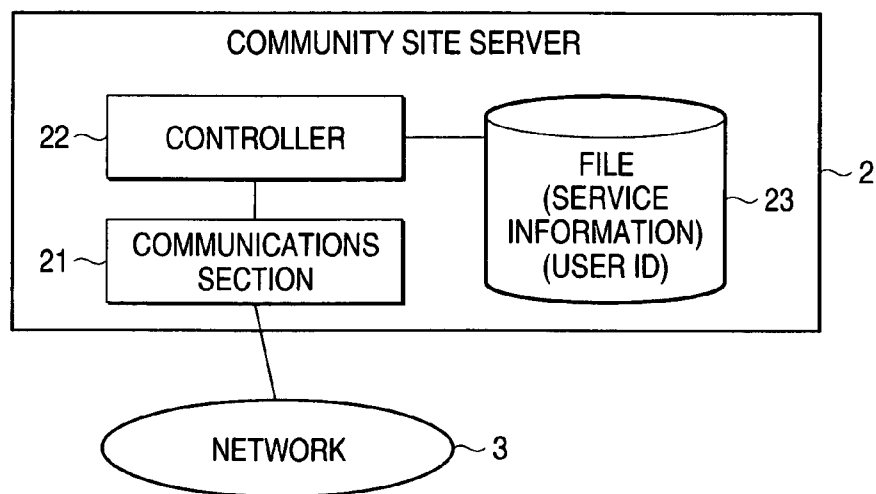 COMMUNITY SITE SERVER
22
CONTROLLER
FILE
(SERVICE
INFORMATION)
(USER ID)
23
2
21
COMMUNICATIONS
SECTION
NETWORK
3